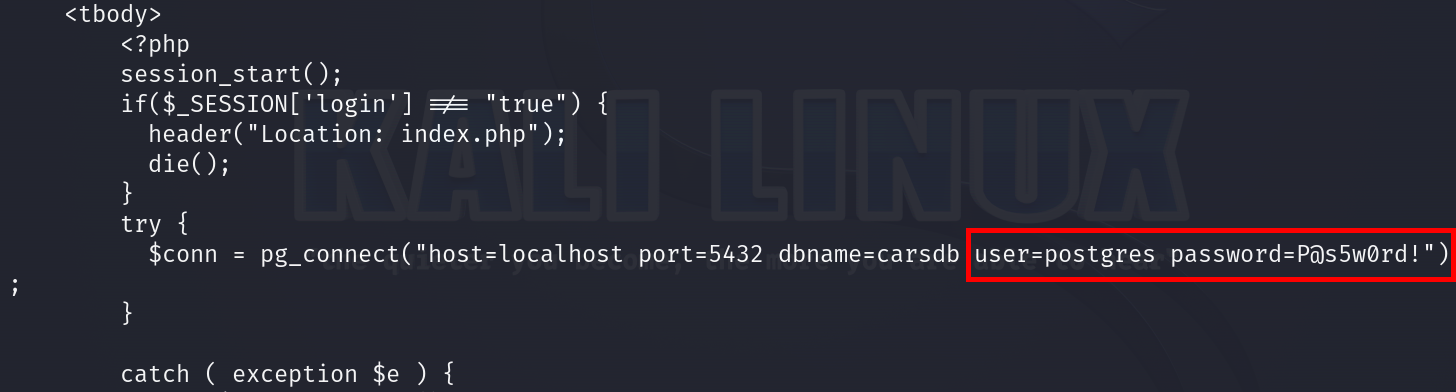 <tbody>
<?php
session_start();
if($_SESSION['login'] !== "true") {
header("Location: index.php");
die();
}
try {
$conn = pg_connect("host=localhost port=5432 dbname=carsdb user=postgres password=P@s5w0rd!")
;
}
catch ( exception $e ) {
KALI LINUX
"the quieter you become, the more you are able to hear"